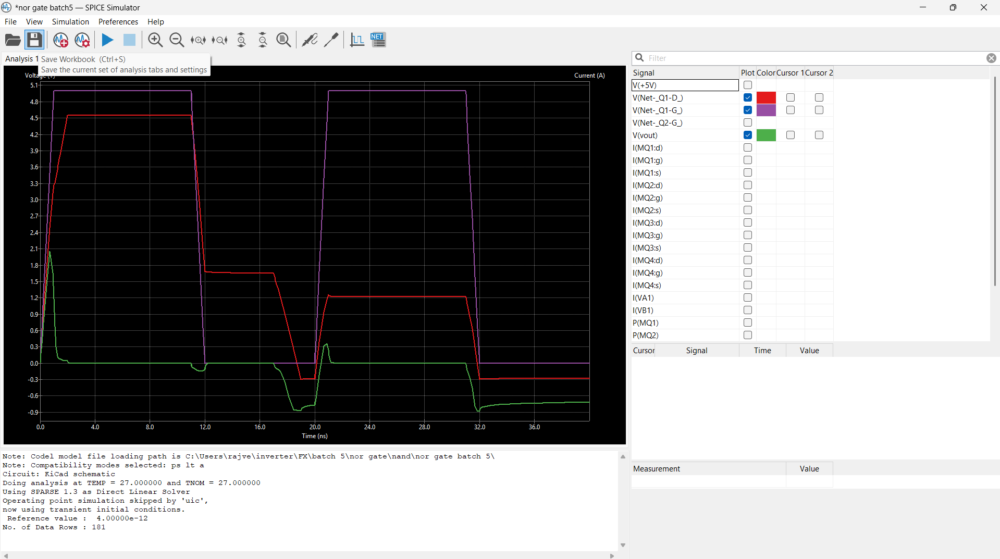 *nor gate batch5 — SPICE Simulator
File View Simulation Preferences Help
NET
Analysis 1
Save Workbook (Ctrl+S)
Save the current set of analysis tabs and settings
Current (A)
5.1
4.8
4.5
4.2
3.9
3.6
3.3
3.0
2.7
2.4
2.1
1.8
1.5
1.2
0.9
0.6
0.3
0.0
-0.3
-0.6
-0.9
0.0 4.0 8.0 12.0 16.0 20.0 24.0 28.0 32.0 36.0
Time (ns)
Filter
Signal Plot Color Cursor 1 Cursor 2
V(+5V)
V(Net-_Q1-D_)
V(Net-_Q1-G_)
V(Net-_Q2-G_)
V(vout)
I(MQ1:d)
I(MQ1:g)
I(MQ1:s)
I(MQ2:d)
I(MQ2:g)
I(MQ2:s)
I(MQ3:d)
I(MQ3:g)
I(MQ3:s)
I(MQ4:d)
I(MQ4:g)
I(MQ4:s)
I(VA1)
I(VB1)
P(MQ1)
P(MQ2)
Cursor Signal Time Value
Measurement Value
Note: Codel model file loading path is C:\Users\rajve\inverter\FX\batch 5\nor gate\nand\nor gate batch 5\
Note: Compatibility modes selected: ps lt a
Circuit: KiCad schematic
Doing analysis at TEMP = 27.000000 and TNOM = 27.000000
Using SPARSE 1.3 as Direct Linear Solver
Operating point simulation skipped by 'uic',
now using transient initial conditions.
Reference value : 4.00000e-12
No. of Data Rows : 181